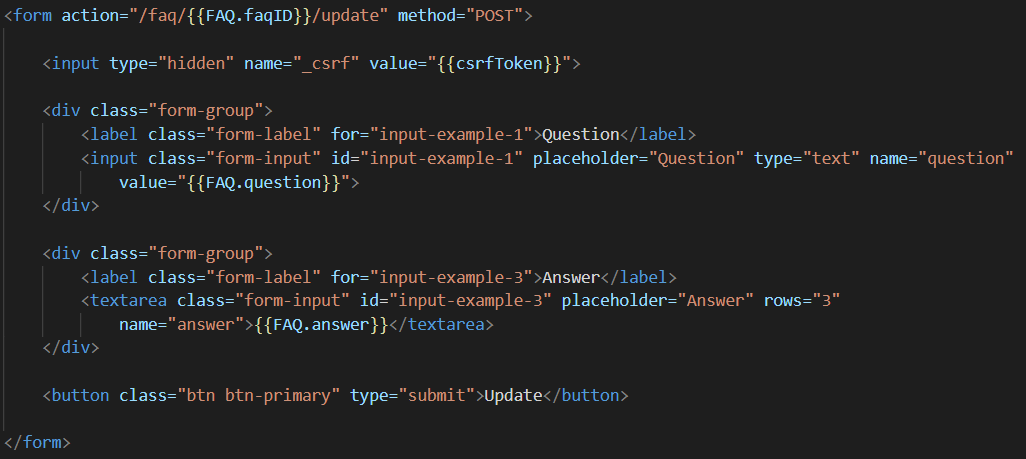 <form action="/faq/{{FAQ.faqID}}/update" method="POST">
<input type="hidden" name="_csrf" value="{{csrfToken}}">
<div class="form-group">
<label class="form-label" for="input-example-1">Question</label>
<input class="form-input" id="input-example-1" placeholder="Question" type="text" name="question"
value="{{FAQ.question}}">
</div>
<div class="form-group">
<label class="form-label" for="input-example-3">Answer</label>
<textarea class="form-input" id="input-example-3" placeholder="Answer" rows="3"
name="answer">{{FAQ.answer}}</textarea>
</div>
<button class="btn btn-primary" type="submit">Update</button>
</form>